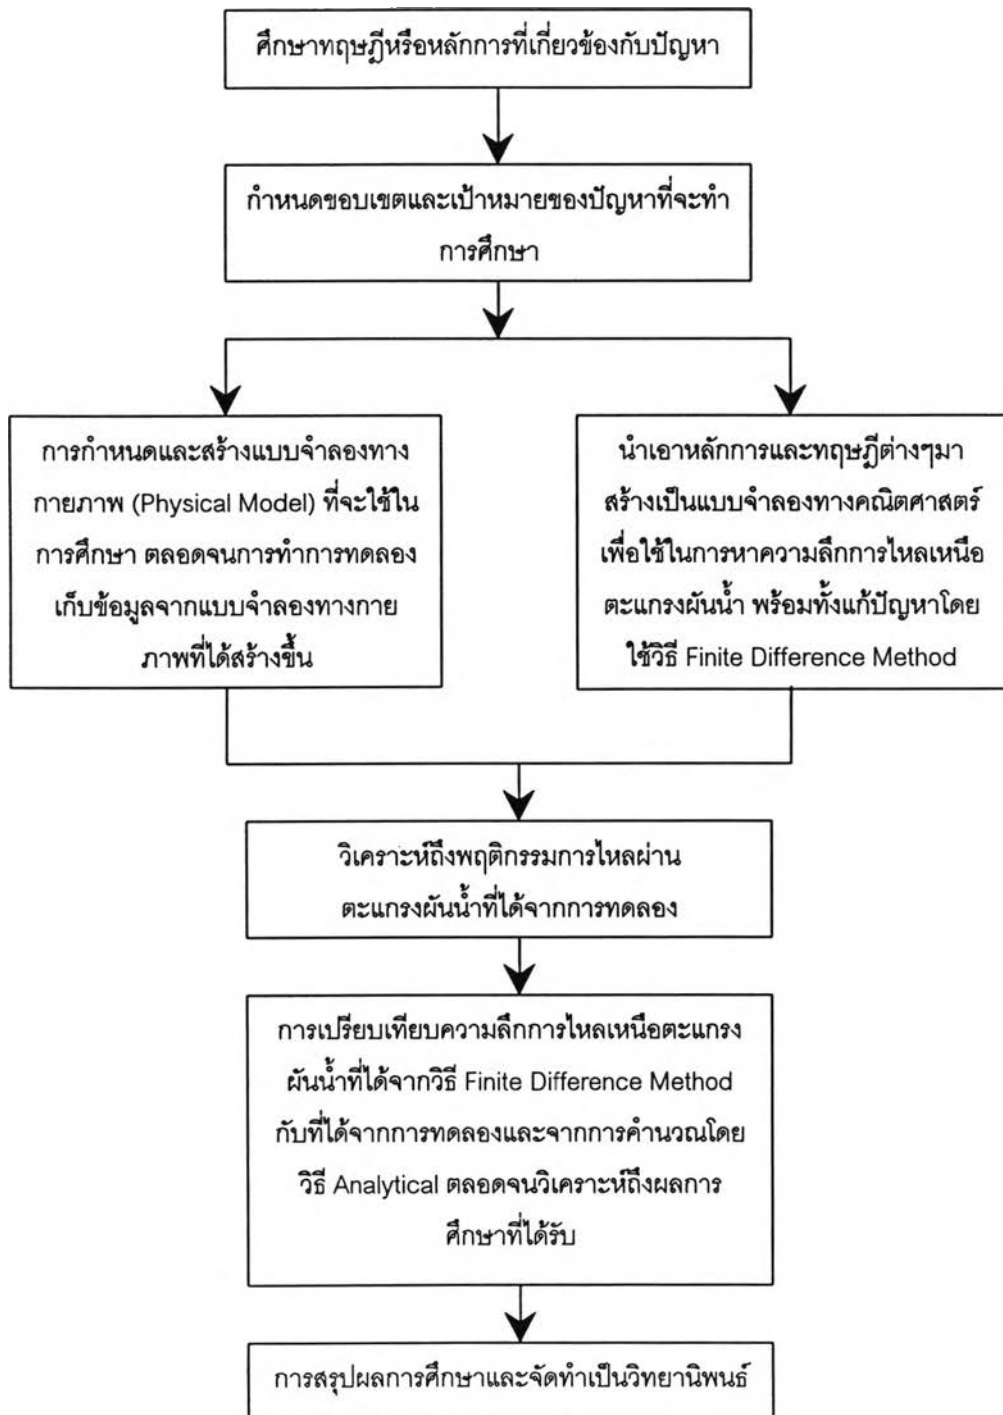 ศึกษาทฤษฎีหรือหลักการที่เกี่ยวข้องกับปัญหา
กำหนดขอบเขตและเป้าหมายของปัญหาที่จะทำ
การศึกษา
การกำหนดและสร้างแบบจำลองทาง
กายภาพ (Physical Model) ที่จะใช้ใน
การศึกษา ตลอดจนการทำการทดลอง
เก็บข้อมูลจากแบบจำลองทางกาย
ภาพที่ได้สร้างขึ้น
นำเอาหลักการและทฤษฎีต่างๆมา
สร้างเป็นแบบจำลองทางคณิตศาสตร์
เพื่อใช้ในการหาความลึกการไหลเหนือ
ตะแกรงผันน้ำ พร้อมทั้งแก้ปัญหาโดย
ใช้วิธี Finite Difference Method
วิเคราะห์ถึงพฤติกรรมการไหลผ่าน
ตะแกรงผันน้ำที่ได้จากการทดลอง
การเปรียบเทียบความลึกการไหลเหนือตะแกรง
ผันน้ำที่ได้จากวิธี Finite Difference Method
กับที่ได้จากการทดลองและจากการคำนวณโดย
วิธี Analytical ตลอดจนวิเคราะห์ถึงผลการ
ศึกษาที่ได้รับ
การสรุปผลการศึกษาและจัดทำเป็นวิทยานิพนธ์